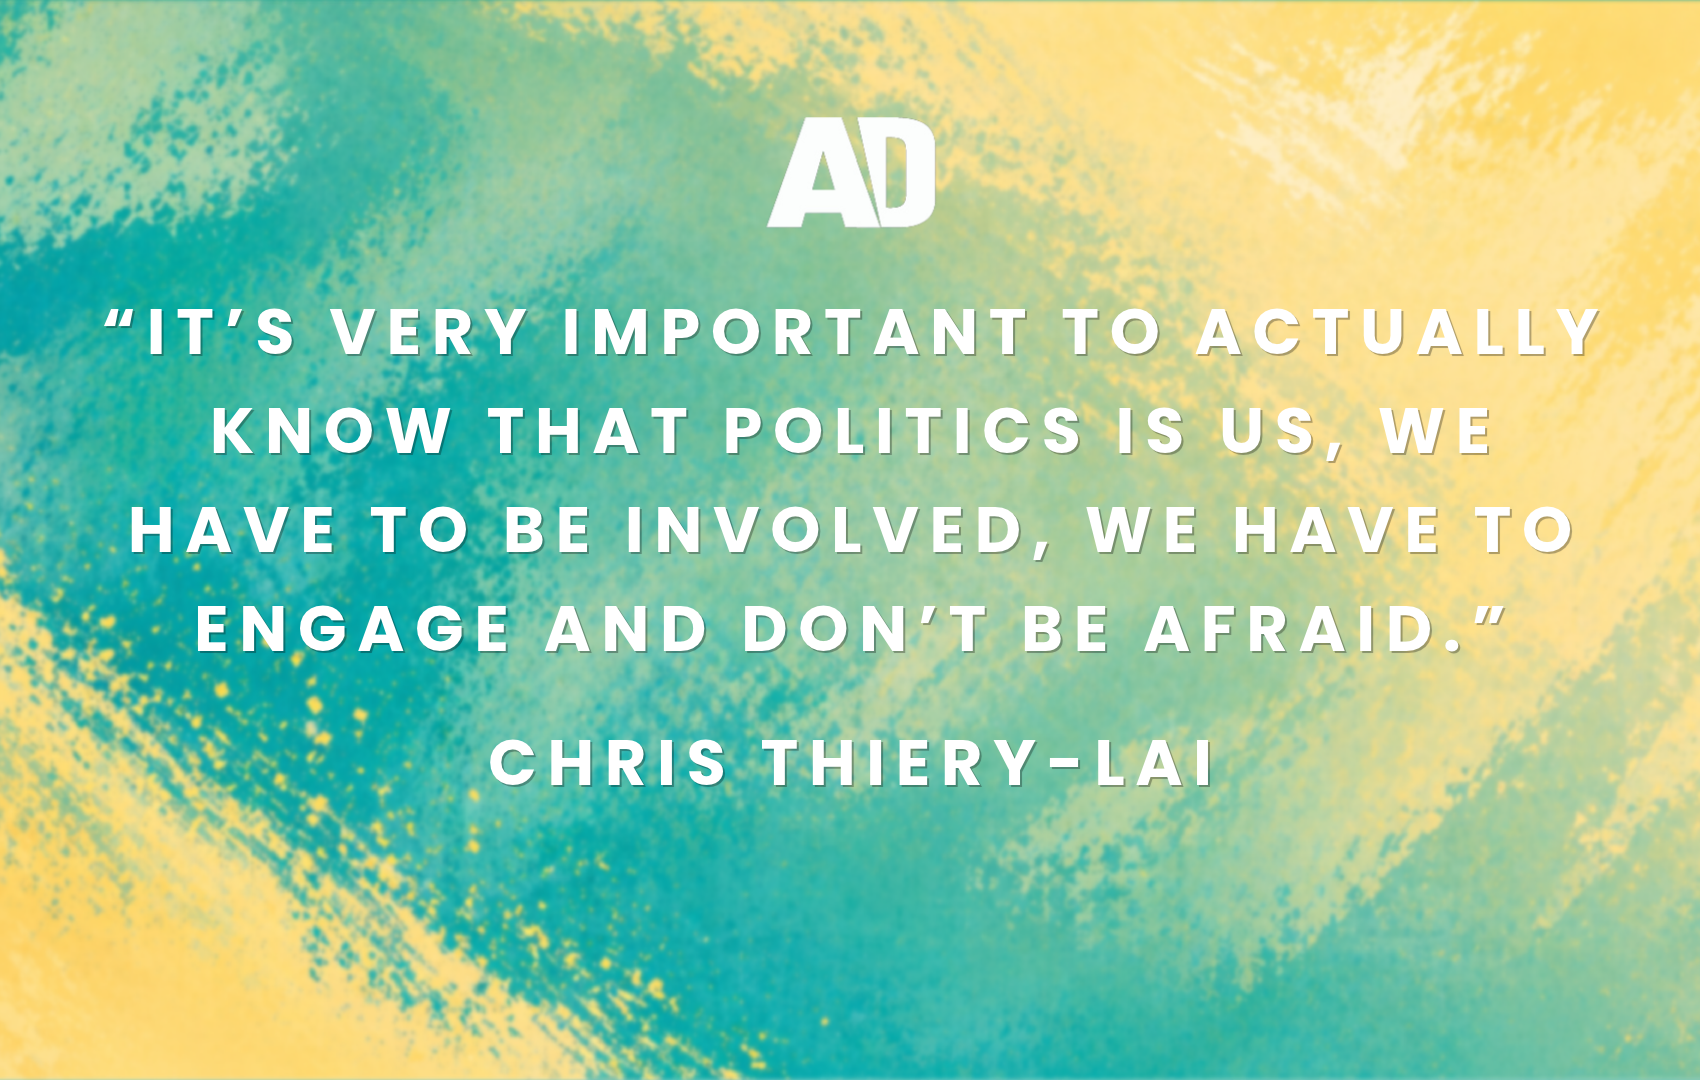 AD
“IT’S VERY IMPORTANT TO ACTUALLY
KNOW THAT POLITICS IS US, WE
HAVE TO BE INVOLVED, WE HAVE TO
ENGAGE AND DON’T BE AFRAID.”
CHRIS THIERY-LAI